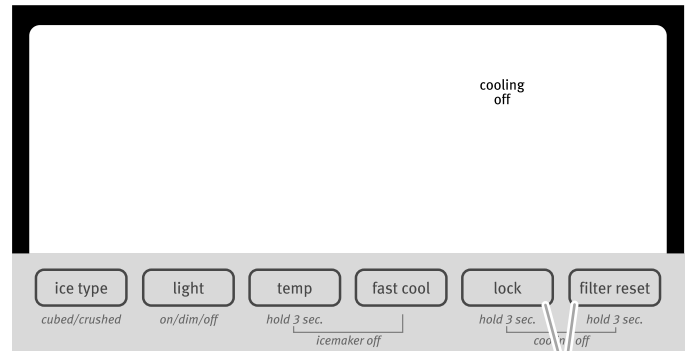 cooling
off
ice type light temp fast cool lock filter reset
cubed/crushed on/dim/off hold 3 sec. hold 3 sec. hold 3 sec.
icemaker off cooling off